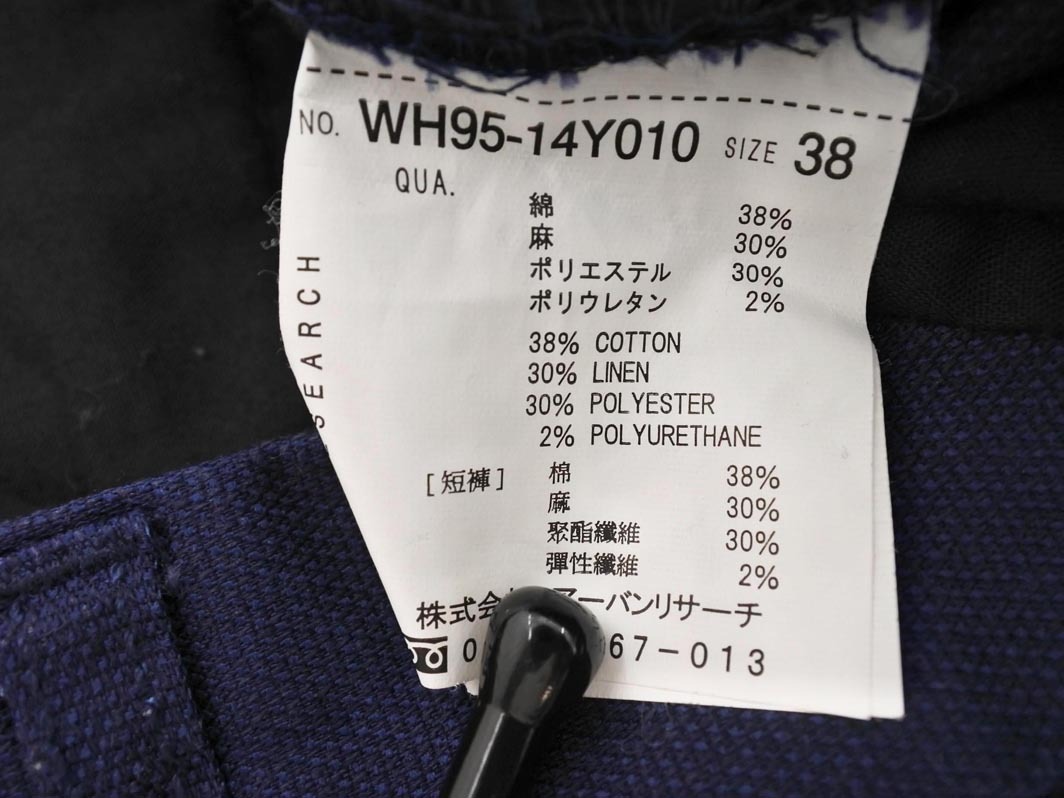 NO. WH95-14Y010 SIZE 38
QUA.
綿 38%
麻 30%
ポリエステル 30%
ポリウレタン 2%
38% COTTON
30% LINEN
30% POLYESTER
2% POLYURETHANE
[短褲] 棉 38%
麻 30%
聚酯纖維 30%
彈性纖維 2%
アーバンリサーチ
67-013
SEARCH